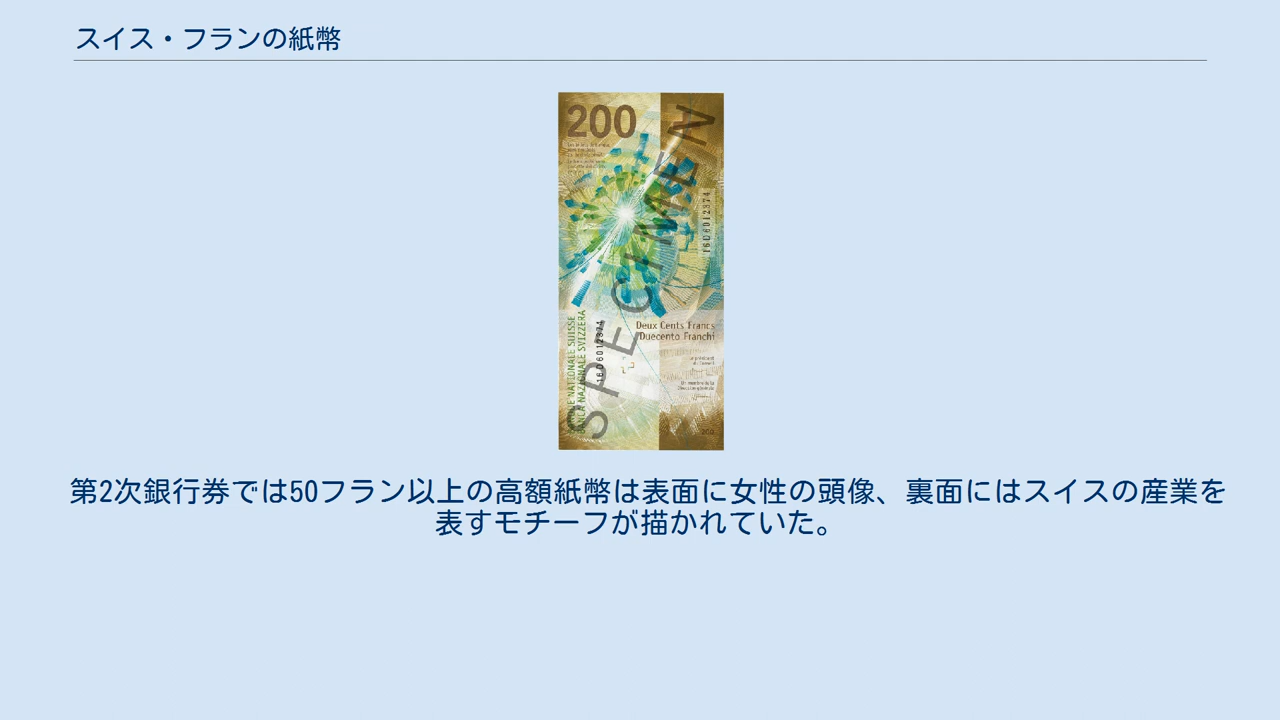 スイス・フランの紙幣
200
SPECIMEN
16U6012374
BANQUE NATIONALE SUISSE
BANCA NAZIONALE SVIZZERA
16U6012374
Deux Cents Francs
Duecento Franchi
第2次銀行券では50フラン以上の高額紙幣は表面に女性の頭像、裏面にはスイスの産業を
表すモチーフが描かれていた。